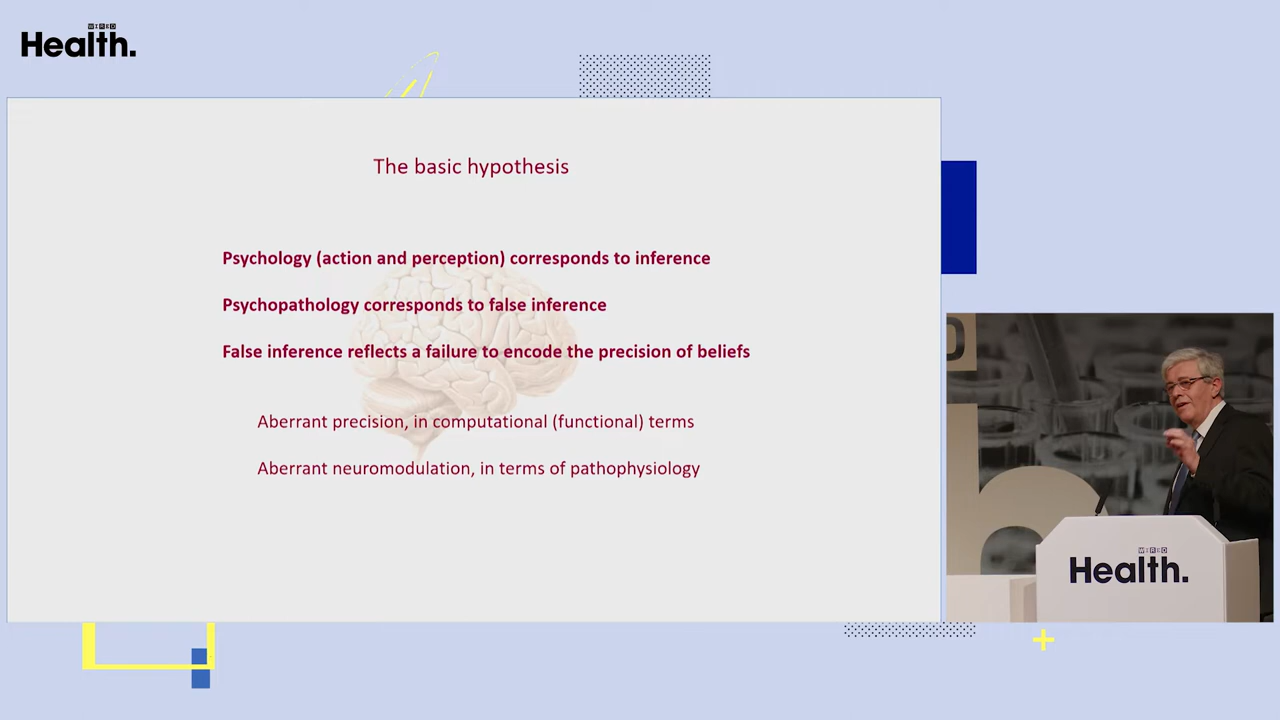 WIRED
Health.
The basic hypothesis
Psychology (action and perception) corresponds to inference
Psychopathology corresponds to false inference
False inference reflects a failure to encode the precision of beliefs
Aberrant precision, in computational (functional) terms
Aberrant neuromodulation, in terms of pathophysiology
WIRED
Health.